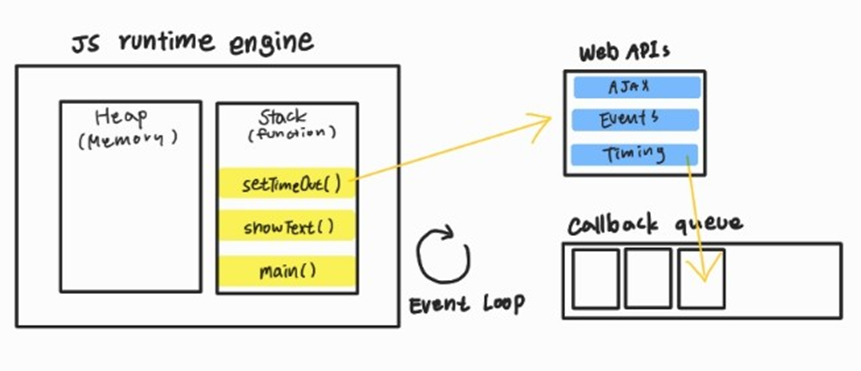 JS runtime engine
Heap
(Memory)
Stack
(function)
setTimeOut()
showText()
main()
Event Loop
Web APIs
AJAX
Events
Timing
Callback queue